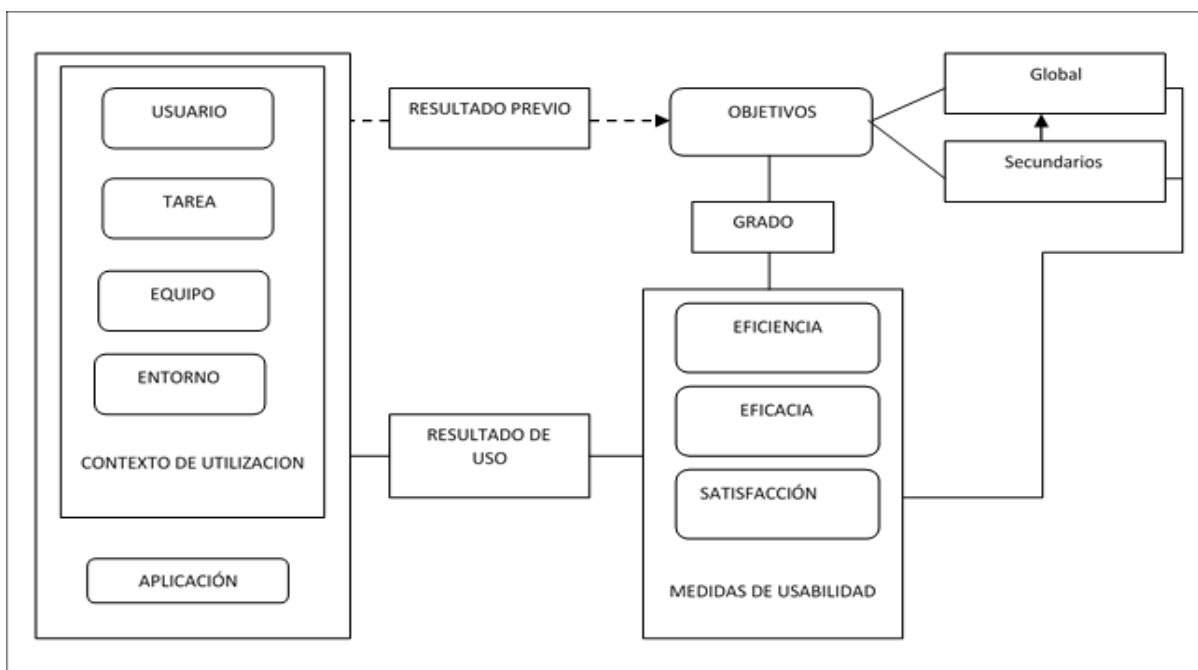 USUARIO
TAREA
EQUIPO
ENTORNO
CONTEXTO DE UTILIZACION
APLICACIÓN
RESULTADO PREVIO
RESULTADO DE
USO
OBJETIVOS
GRADO
EFICIENCIA
EFICACIA
SATISFACCIÓN
MEDIDAS DE USABILIDAD
Global
Secundarios